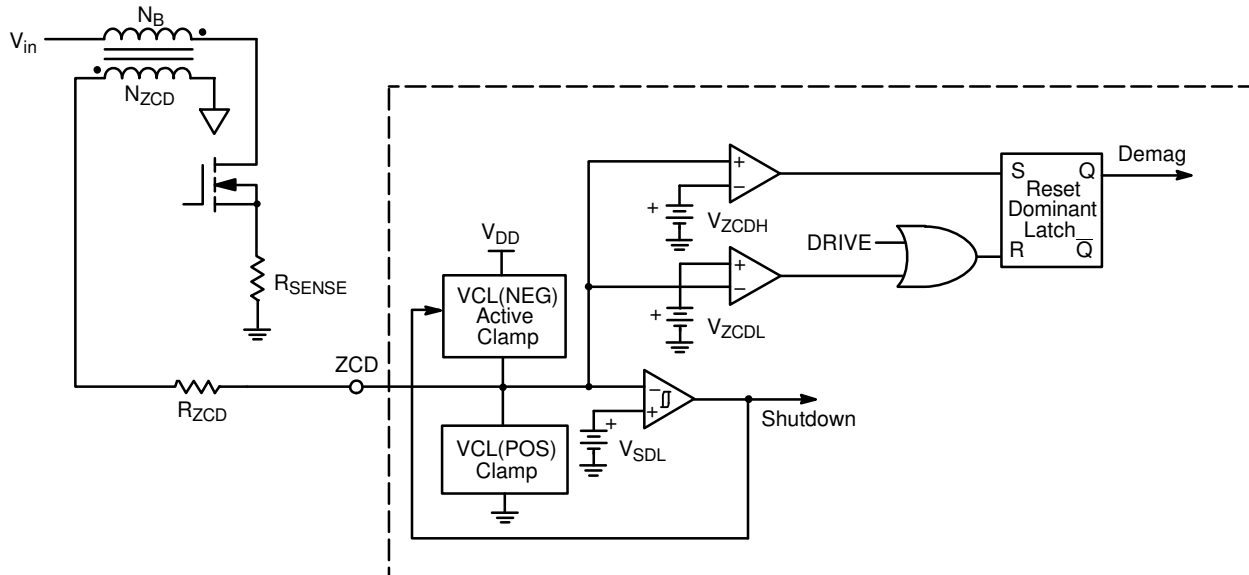 N_B
V_in
N_ZCD
R_SENSE
R_ZCD
ZCD
V_DD
VCL(NEG)
Active
Clamp
VCL(POS)
Clamp
+
−
+
V_ZCDH
+
−
+
V_ZCDL
−
+
+
V_SDL
Shutdown
DRIVE
S Q
Reset
Dominant
Latch
R Q̅
Demag